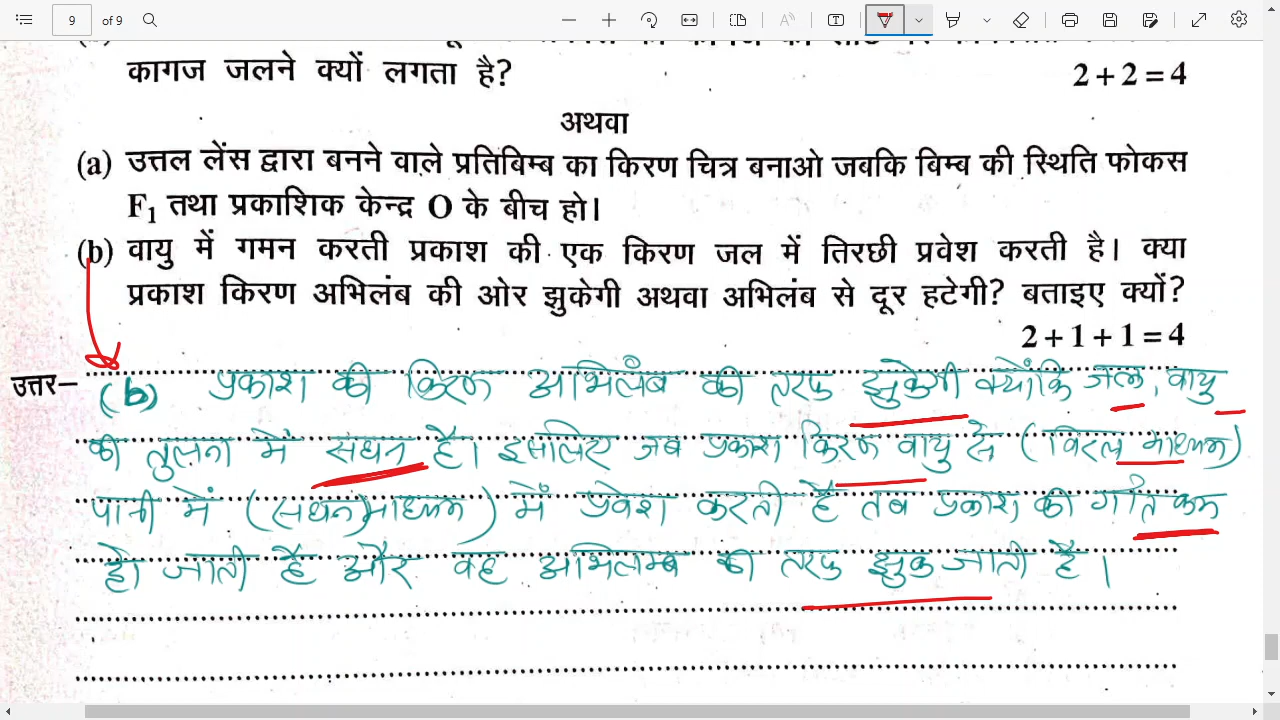 9 of 9
कागज जलने क्यों लगता है?
2 + 2 = 4
अथवा
(a) उत्तल लेंस द्वारा बनने वाले प्रतिबिम्ब का किरण चित्र बनाओ जबकि बिम्ब की स्थिति फोकस
F₁ तथा प्रकाशिक केन्द्र O के बीच हो।
(b) वायु में गमन करती प्रकाश की एक किरण जल में तिरछी प्रवेश करती है। क्या
प्रकाश किरण अभिलंब की ओर झुकेगी अथवा अभिलंब से दूर हटेगी? बताइए क्यों?
2 + 1 + 1 = 4
उत्तर– (b) प्रकाश की किरण अभिलंब की तरफ झुकेगी क्योंकि जल, वायु
की तुलना में सघन है। इसलिए जब प्रकाश किरण वायु से (विरल माध्यम)
पानी में (सघन माध्यम) में प्रवेश करती है तब प्रकाश की गति कम
हो जाती है और वह अभिलम्ब की तरफ झुक जाती है।